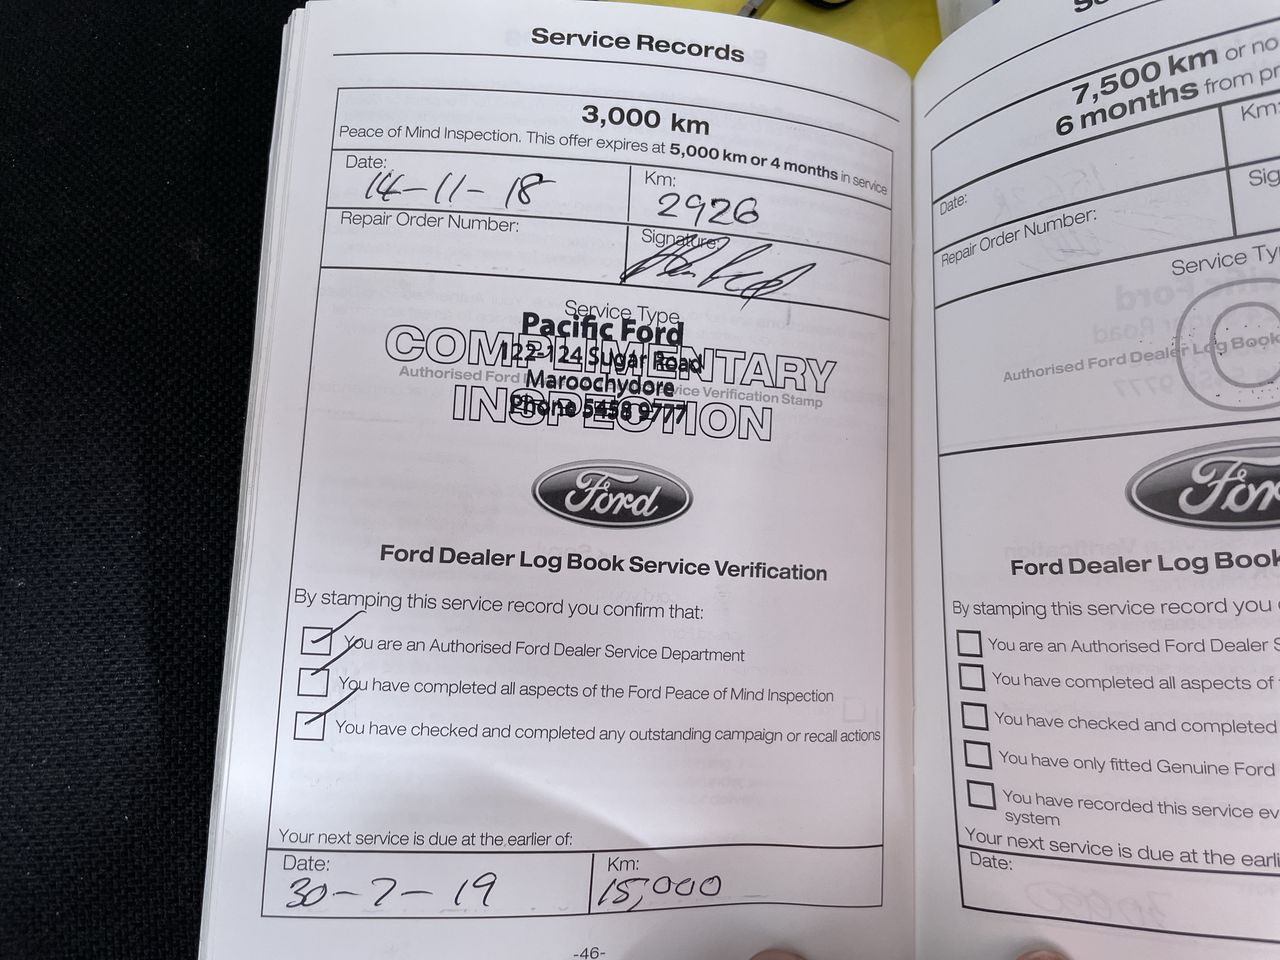 Service Records
3,000 km
Peace of Mind Inspection. This offer expires at 5,000 km or 4 months in service
Date:
14-11-18
Km:
2926
Repair Order Number:
Signature:
Service Type
Pacific Ford
COMPLIMENTARY
122-124 Sugar Road
Authorised Ford
Service Verification Stamp
Maroochydore
INSPECTION
Phone 5458 9777
Ford
Ford Dealer Log Book Service Verification
By stamping this service record you confirm that:
You are an Authorised Ford Dealer Service Department
You have completed all aspects of the Ford Peace of Mind Inspection
You have checked and completed any outstanding campaign or recall actions
Your next service is due at the earlier of:
Date:
30-7-19
Km:
15,000
-46-
7,500 km or no
6 months from
Km:
Date:
Repair Order Number:
Service
Authorised Ford Dealer Log Book
Ford Dealer Log Book
By stamping this service record you
You are an Authorised Ford Dealer
You have completed all aspects of
You have checked and completed
You have only fitted Genuine Ford
You have recorded this service
system
Your next service is due at the
Date: